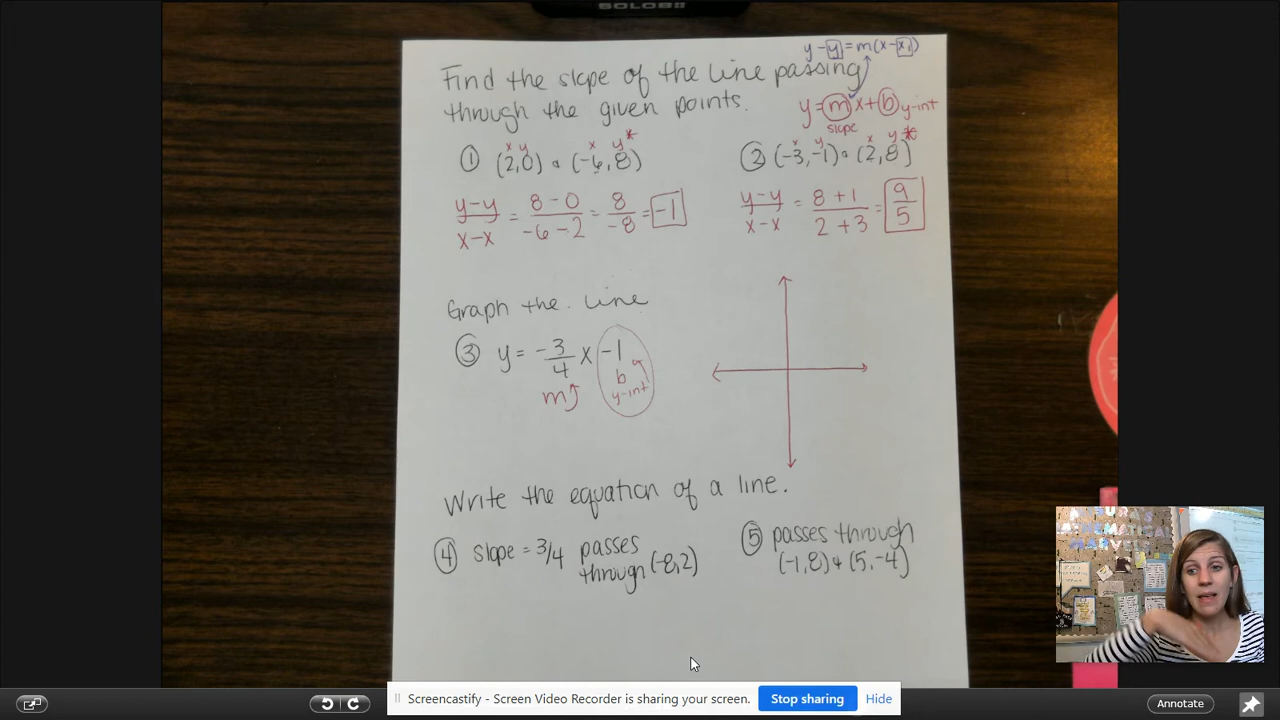 SOLOBII
y-y1=m(x-x1)
Find the slope of the line passing
through the given points.
y=mx+b y-int
slope
x y x y*
① (2,0) & (-6,8)
x y x y*
② (-3,-1) & (2,8)
y-y/x-x = 8-0/-6-2 = 8/-8 = -1
y-y/x-x = 8+1/2+3 = 9/5
Graph the line
③ y= -3/4 x -1
m
b
y-int
Write the equation of a line.
④ slope = 3/4 passes
through (-8,2)
⑤ passes through
(-1,8) & (5,-4)
Screencastify - Screen Video Recorder is sharing your screen.
Stop sharing
Hide
Annotate